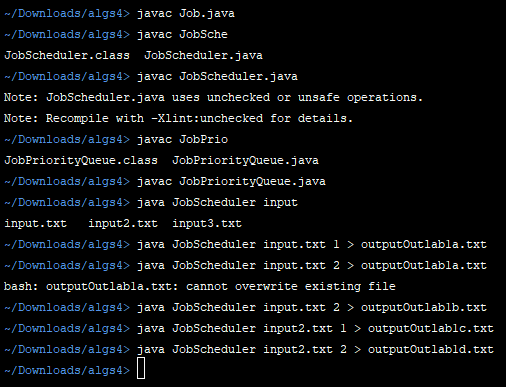 ~/Downloads/algs4> javac Job.java
~/Downloads/algs4> javac JobSche
JobScheduler.class  JobScheduler.java
~/Downloads/algs4> javac JobScheduler.java
Note: JobScheduler.java uses unchecked or unsafe operations.
Note: Recompile with -Xlint:unchecked for details.
~/Downloads/algs4> javac JobPrio
JobPriorityQueue.class  JobPriorityQueue.java
~/Downloads/algs4> javac JobPriorityQueue.java
~/Downloads/algs4> java JobScheduler input
input.txt   input2.txt  input3.txt
~/Downloads/algs4> java JobScheduler input.txt 1 > outputOutlab1a.txt
~/Downloads/algs4> java JobScheduler input.txt 2 > outputOutlab1a.txt
bash: outputOutlab1a.txt: cannot overwrite existing file
~/Downloads/algs4> java JobScheduler input.txt 2 > outputOutlab1b.txt
~/Downloads/algs4> java JobScheduler input2.txt 1 > outputOutlab1c.txt
~/Downloads/algs4> java JobScheduler input2.txt 2 > outputOutlab1d.txt
~/Downloads/algs4>